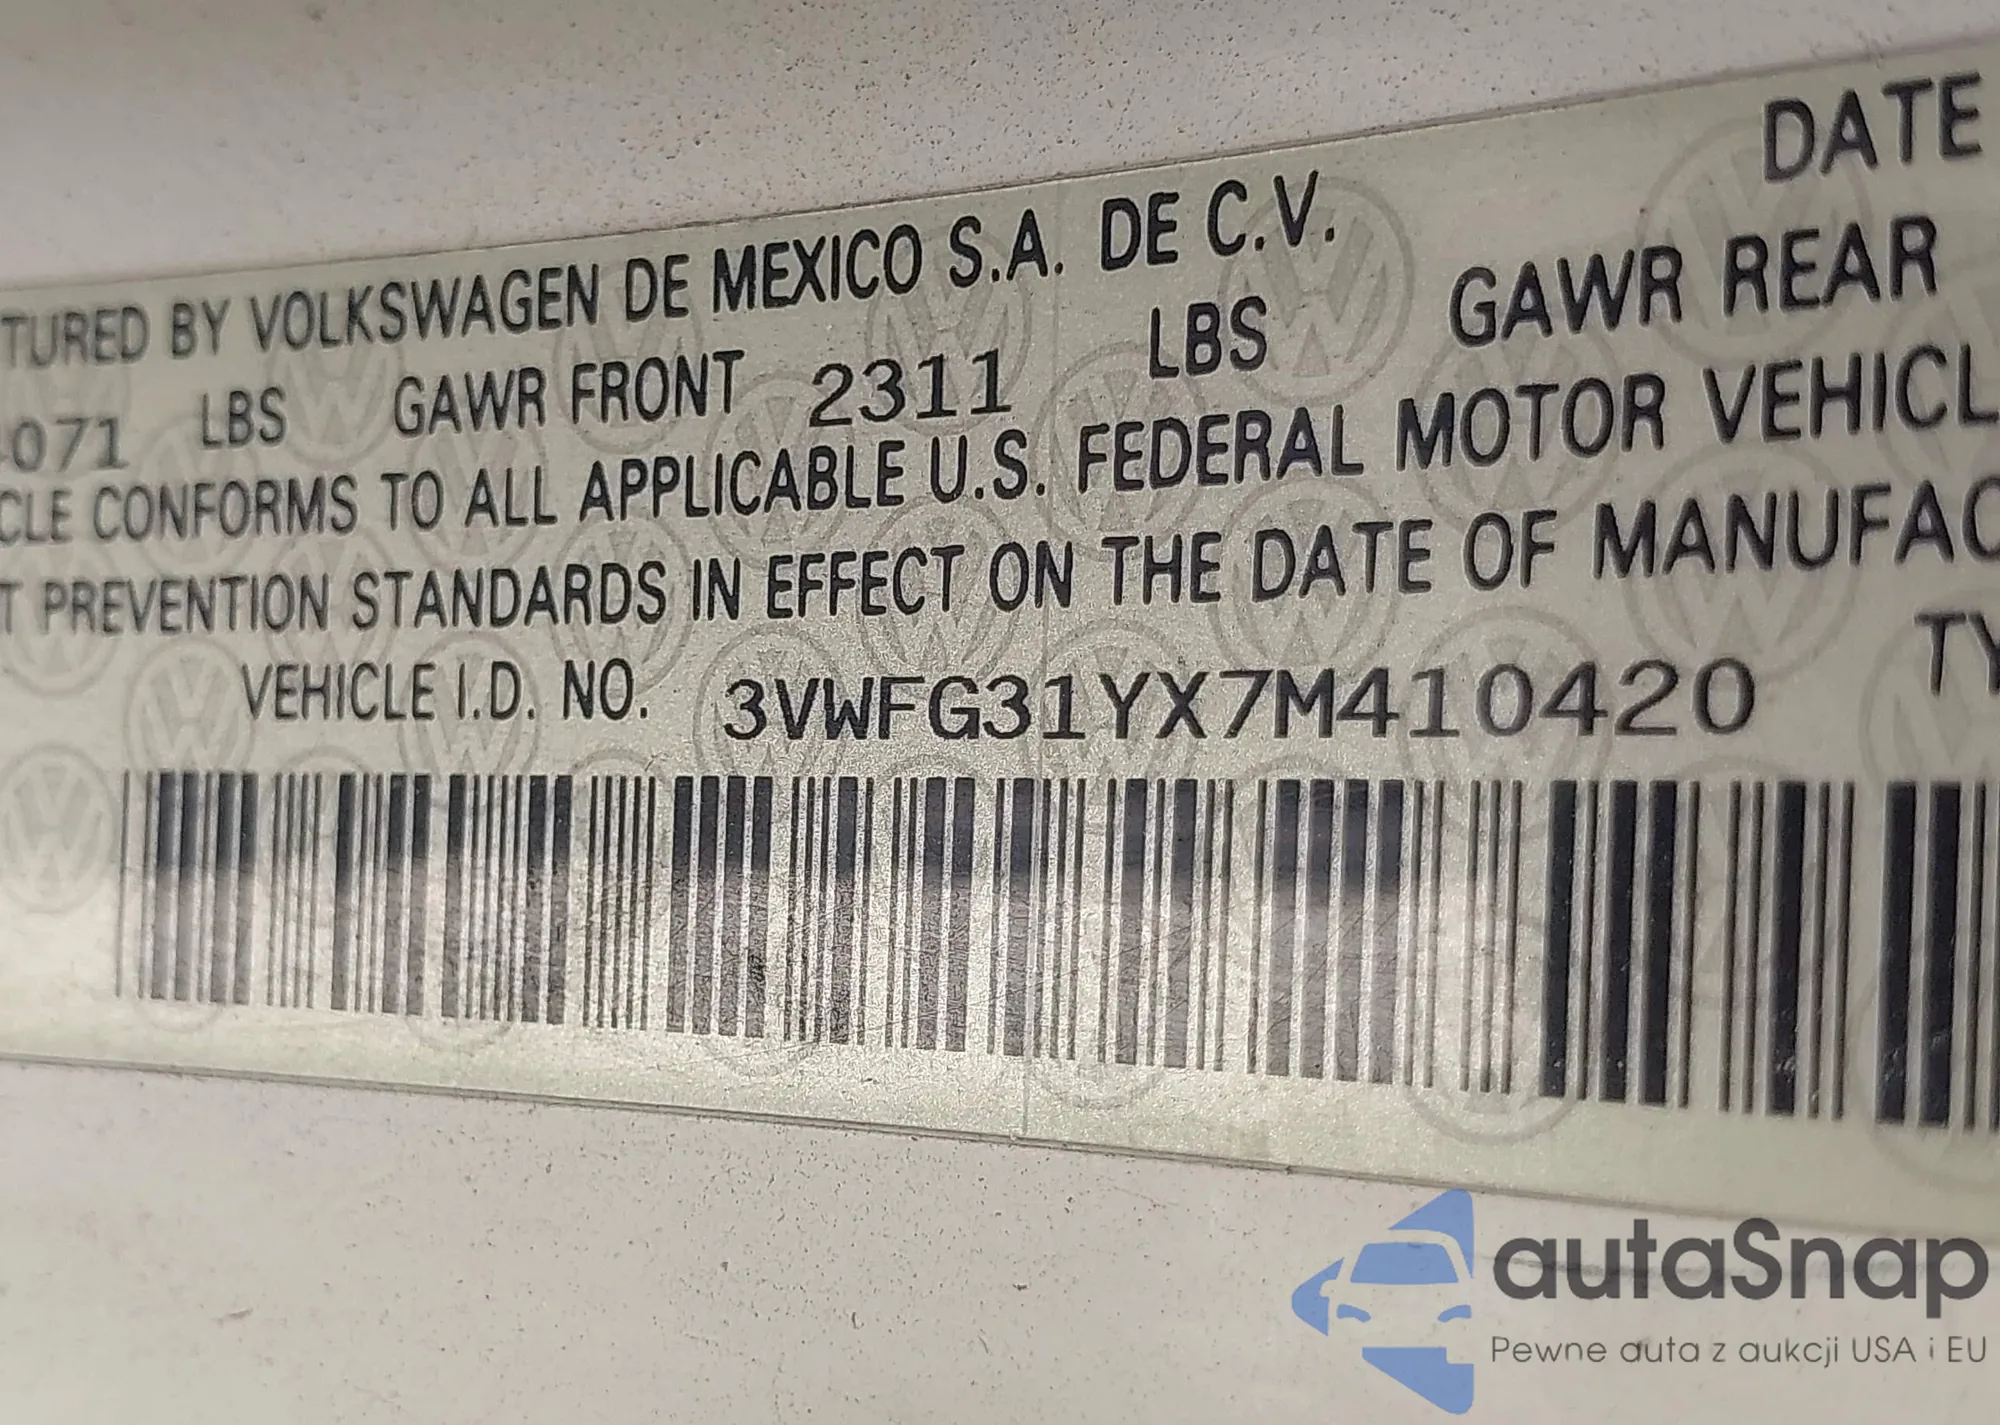 DATE
TURED BY VOLKSWAGEN DE MEXICO S.A. DE C.V.
4071 LBS GAWR FRONT 2311 LBS GAWR REAR
CLE CONFORMS TO ALL APPLICABLE U.S. FEDERAL MOTOR VEHICL
T PREVENTION STANDARDS IN EFFECT ON THE DATE OF MANUFAC
VEHICLE I.D. NO. 3VWFG31YX7M410420 TY
autaSnap
Pewne auta z aukcji USA i EU